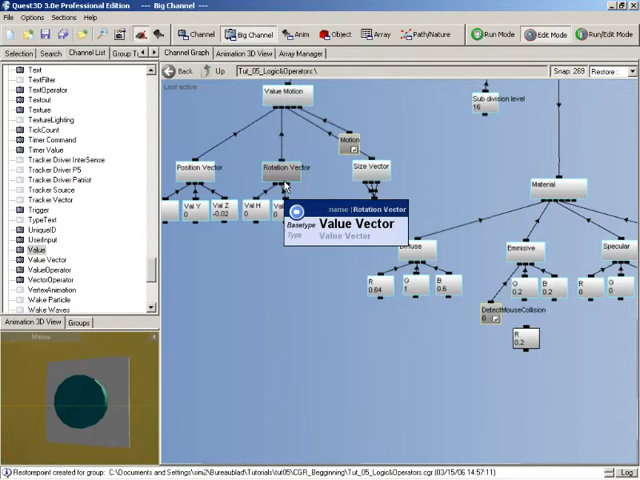 Quest3D 3.0e Professional Edition -- Big Channel
File Options Sections Help
Channel Big Channel Anim Object Array Path/Nature Run Mode Edit Mode Run/Edit Mode
Selection Search Channel List Group T Channel Graph Animation 3D View Array Manager
Back Up Tut_05_Logic&Operators:\ Snap: 269 Restore :
Last active
Text
TextFilter
TextOperator
Textout
Texture
TextureLighting
TickCount
Timer Command
Timer Value
Tracker Driver InterSense
Tracker Driver P5
Tracker Driver Patriot
Tracker Source
Tracker Vector
Trigger
TypeText
UniqueID
UserInput
Value
Value Vector
ValueOperator
VectorOperator
VertexAnimation
Wake Particle
Wake Waves
Animation 3D View Groups
Menu
Value Motion
Sub division level
16
Position Vector
Rotation Vector
Motion
Size Vector
Val Y
Val Z
-0.02
Val H
name | Rotation Vector
Basetype Value Vector
Type Value Vector
Material
Diffuse
Emmisive
Specular
R
0.64
G
1
B
0.6
G
0.2
B
0.2
R
0
G
0
DetectMouseCollision
0
R
0.2
Restorepoint created for group: C:\Documents and Settings\sim2\Bureaublad\Tutorials\tut05\CGR_Beggining\Tut_05_Logic&Operators.cgr (03/15/06 14:57:11) Log